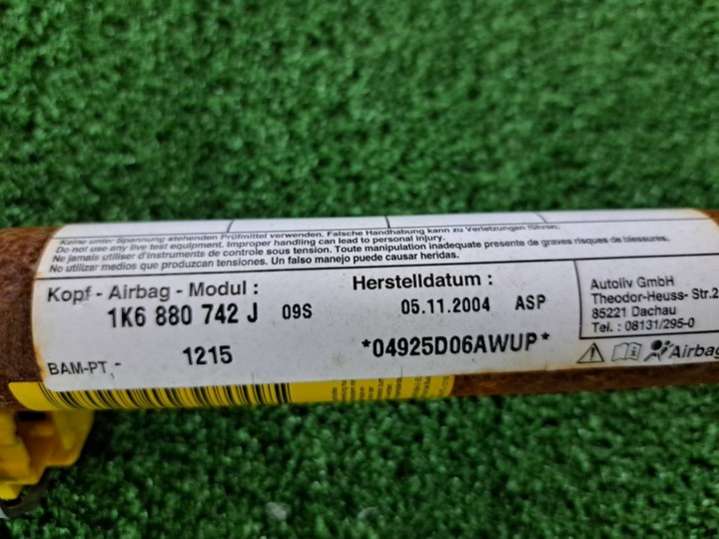 Keine unter Spannung stehenden Prüfmittel verwenden. Falsche Handhabung kann zu Verletzungen führen.
Do not use any live test equipment. Improper handling can lead to personal injury.
Ne jamais utiliser d'instruments de controle sous tension. Toute manipulation inadequate presente de graves risques de blessures.
No utilizar medios que produzcan tensiones. Un falso manejo puede causar heridas.
Kopf - Airbag - Modul :
1K6 880 742 J 09S
BAM-PT.- 1215
Herstelldatum :
05.11.2004 ASP
*04925D06AWUP*
Autoliv GmbH
Theodor-Heuss- Str.2
85221 Dachau
Tel. : 08131/295-0
Airbag